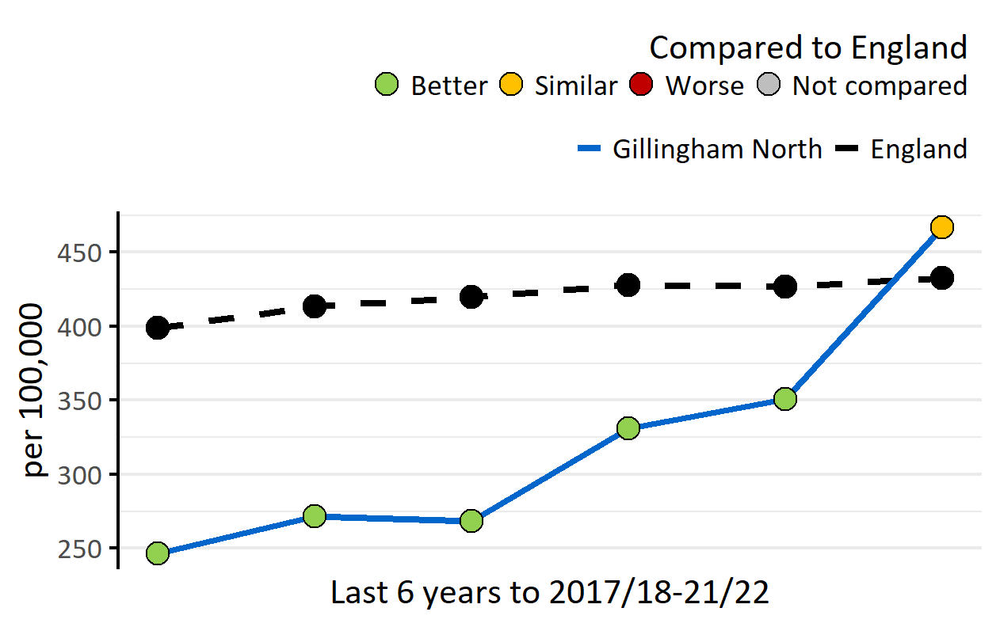 Compared to England
Better Similar Worse Not compared
Gillingham North England
450
400
350
300
250
per 100,000
Last 6 years to 2017/18-21/22